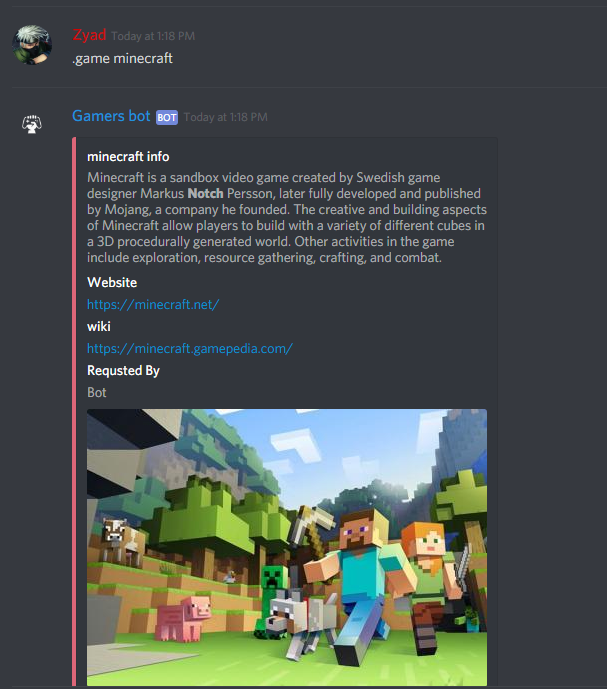 Zyad Today at 1:18 PM
.game minecraft
Gamers bot BOT Today at 1:18 PM
minecraft info
Minecraft is a sandbox video game created by Swedish game
designer Markus Notch Persson, later fully developed and published
by Mojang, a company he founded. The creative and building aspects
of Minecraft allow players to build with a variety of different cubes in
a 3D procedurally generated world. Other activities in the game
include exploration, resource gathering, crafting, and combat.
Website
https://minecraft.net/
wiki
https://minecraft.gamepedia.com/
Requsted By
Bot